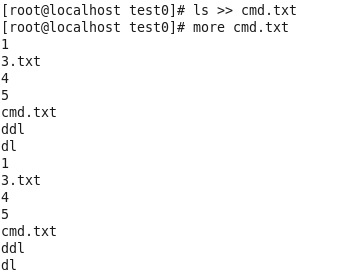 [root@localhost test0]# ls >> cmd.txt
[root@localhost test0]# more cmd.txt
1
3.txt
4
5
cmd.txt
ddl
dl
1
3.txt
4
5
cmd.txt
ddl
dl